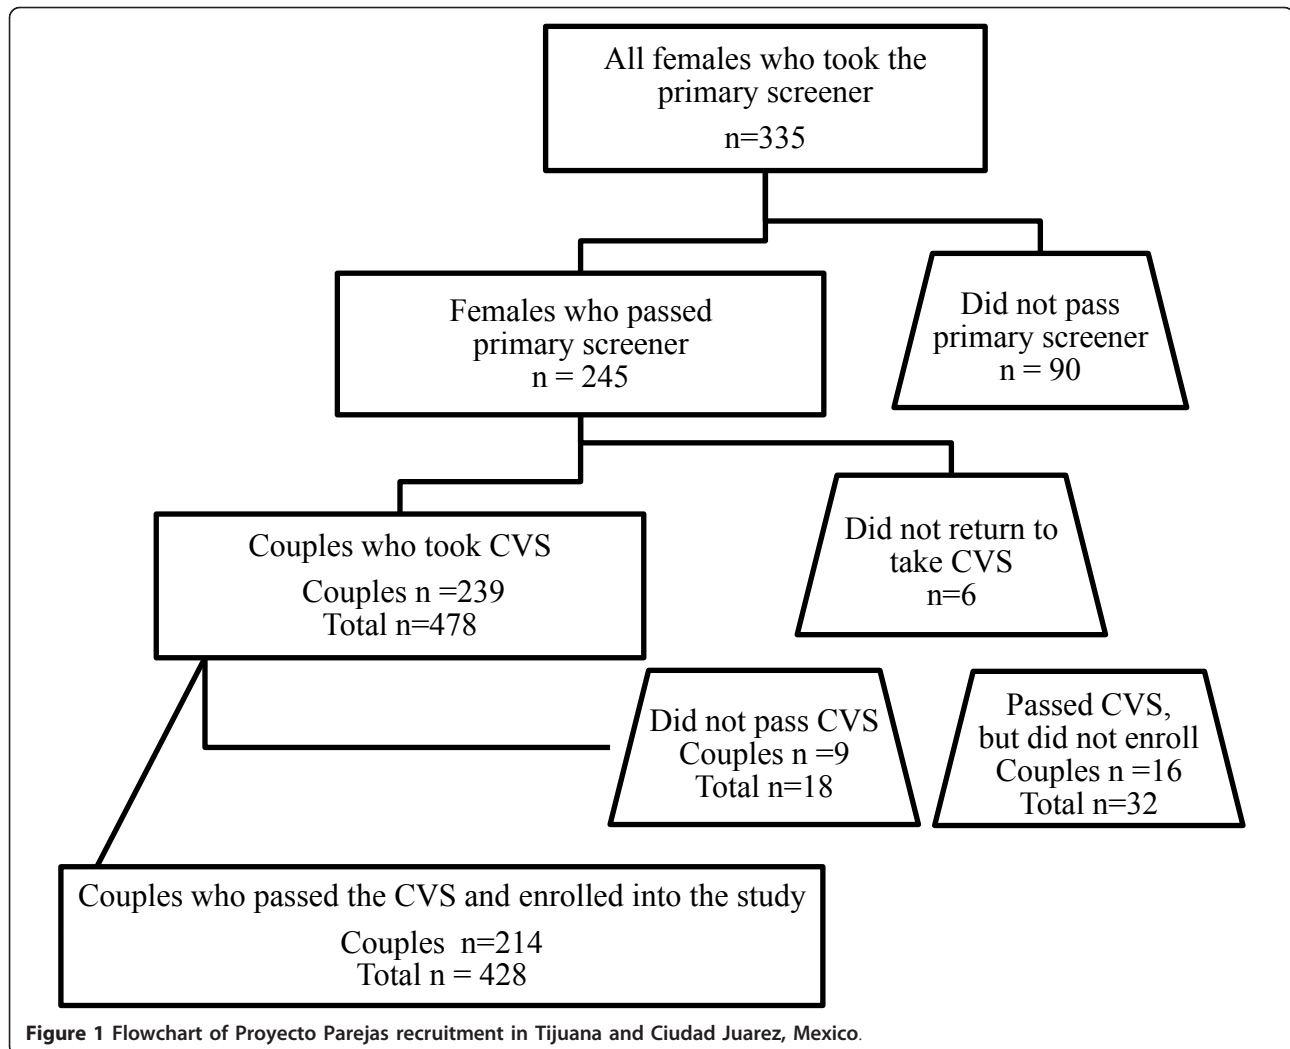 All females who took the
primary screener
n=335
Females who passed
primary screener
n = 245
Did not pass
primary screener
n = 90
Couples who took CVS
Couples n =239
Total n=478
Did not return to
take CVS
n=6
Did not pass CVS
Couples n =9
Total n=18
Passed CVS,
but did not enroll
Couples n =16
Total n=32
Couples who passed the CVS and enrolled into the study
Couples n=214
Total n = 428
Figure 1 Flowchart of Proyecto Parejas recruitment in Tijuana and Ciudad Juarez, Mexico.